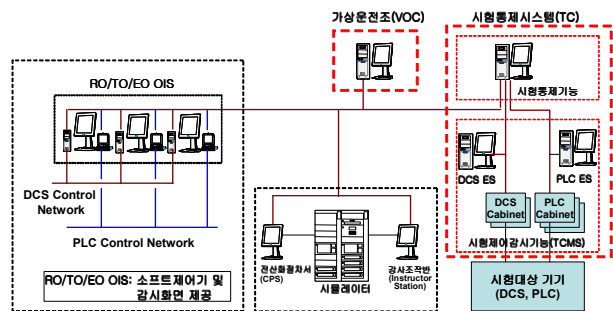 가상운전조(VOC)
시험통제시스템(TC)
RO/TO/EO OIS
시험통제기능
DCS ES
PLC ES
DCS Control
Network
DCS
Cabinet
PLC
Cabinet
PLC Control Network
시험제어감시기능(TCMS)
전산화절차서
(CPS)
시뮬레이터
강사조작반
(Instructor
Station)
RO/TO/EO OIS: 소프트제어기 및
감시화면 제공
시험대상 기기
(DCS, PLC)